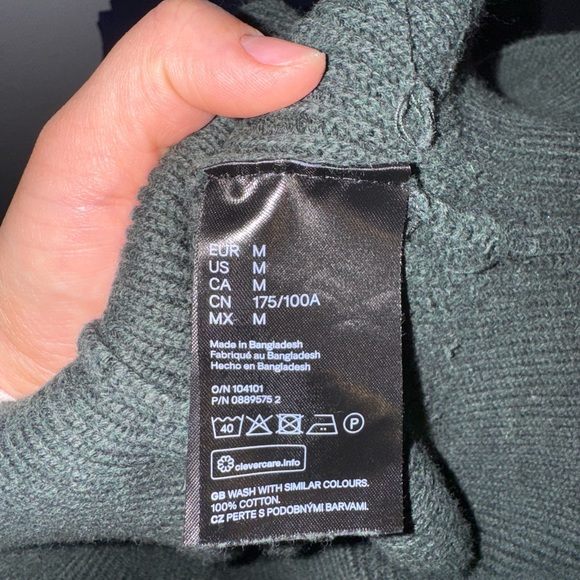 EUR M
US M
CA M
CN 175/100A
MX M
Made in Bangladesh
Fabriqué au Bangladesh
Hecho en Bangladesh
O/N 104101
P/N 0889575 2
40 P
clevercare.info
GB WASH WITH SIMILAR COLOURS.
100% COTTON.
CZ PERTE S PODOBNÝMI BARVAMI.